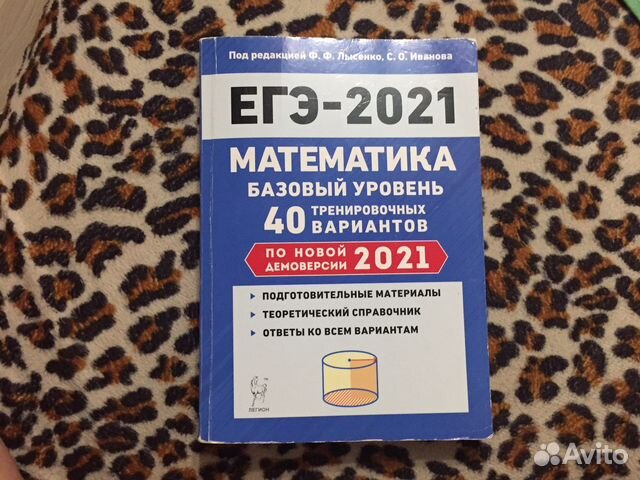 Под редакцией Ф. Ф. Лысенко, С. О. Иванова
ЕГЭ-2021
МАТЕМАТИКА
БАЗОВЫЙ УРОВЕНЬ
40 ТРЕНИРОВОЧНЫХ
ВАРИАНТОВ
ПО НОВОЙ
ДЕМОВЕРСИИ 2021
ПОДГОТОВИТЕЛЬНЫЕ МАТЕРИАЛЫ
ТЕОРЕТИЧЕСКИЙ СПРАВОЧНИК
ОТВЕТЫ КО ВСЕМ ВАРИАНТАМ
ЛЕГИОН
Avito